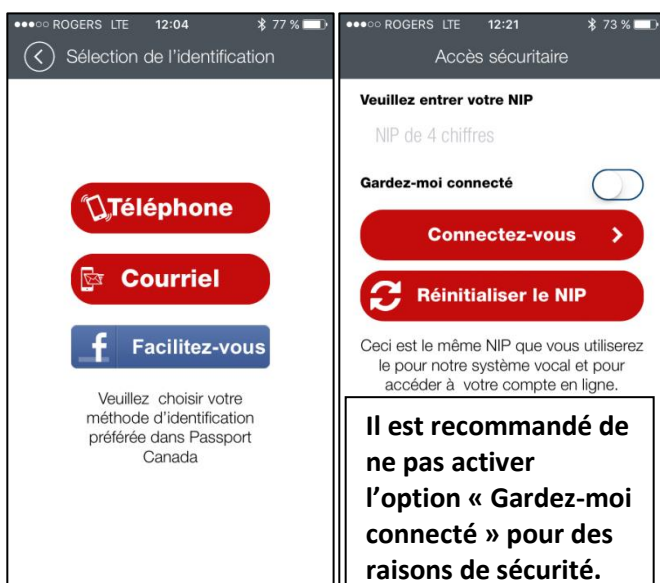 ROGERS LTE 12:04 77 %
Sélection de l'identification
Téléphone
Courriel
f Facilitez-vous
Veuillez choisir votre
méthode d'identification
préférée dans Passport
Canada
ROGERS LTE 12:21 73 %
Accès sécuritaire
Veuillez entrer votre NIP
NIP de 4 chiffres
Gardez-moi connecté
Connectez-vous
Réinitialiser le NIP
Ceci est le même NIP que vous utiliserez
le pour notre système vocal et pour
accéder à votre compte en ligne.
Il est recommandé de
ne pas activer
l'option « Gardez-moi
connecté » pour des
raisons de sécurité.